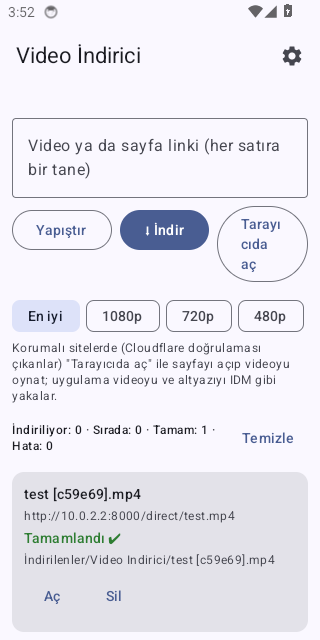 3:52
Video İndirici
Video ya da sayfa linki (her satıra
bir tane)
Yapıştır
⭳ İndir
Tarayı
cıda
aç
En iyi
1080p
720p
480p
Korumalı sitelerde (Cloudflare doğrulaması
çıkanlar) "Tarayıcıda aç" ile sayfayı açıp videoyu
oynat; uygulama videoyu ve altyazıyı IDM gibi
yakalar.
İndiriliyor: 0 · Sırada: 0 · Tamam: 1 ·
Hata: 0
Temizle
test [c59e69].mp4
http://10.0.2.2:8000/direct/test.mp4
Tamamlandı ✔
İndirilenler/Video Indirici/test [c59e69].mp4
Aç
Sil